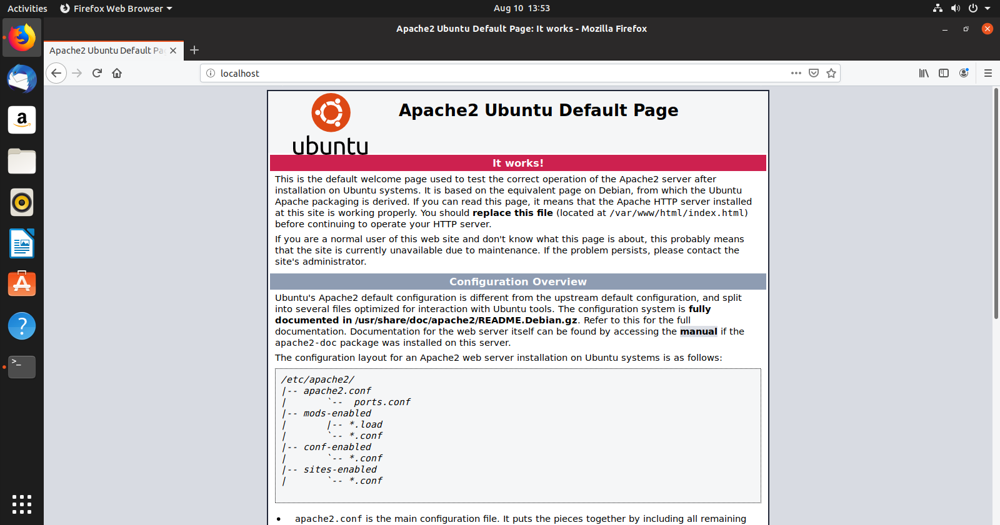 Activities Firefox Web Browser Aug 10 13:53
Apache2 Ubuntu Default Page: It works - Mozilla Firefox
Apache2 Ubuntu Default Pa
localhost
ubuntu
Apache2 Ubuntu Default Page
It works!
This is the default welcome page used to test the correct operation of the Apache2 server after
installation on Ubuntu systems. It is based on the equivalent page on Debian, from which the Ubuntu
Apache packaging is derived. If you can read this page, it means that the Apache HTTP server installed
at this site is working properly. You should replace this file (located at /var/www/html/index.html)
before continuing to operate your HTTP server.
If you are a normal user of this web site and don't know what this page is about, this probably means
that the site is currently unavailable due to maintenance. If the problem persists, please contact the
site's administrator.
Configuration Overview
Ubuntu's Apache2 default configuration is different from the upstream default configuration, and split
into several files optimized for interaction with Ubuntu tools. The configuration system is fully
documented in /usr/share/doc/apache2/README.Debian.gz. Refer to this for the full
documentation. Documentation for the web server itself can be found by accessing the manual if the
apache2-doc package was installed on this server.
The configuration layout for an Apache2 web server installation on Ubuntu systems is as follows:
/etc/apache2/
|-- apache2.conf
|       `--  ports.conf
|-- mods-enabled
|       |-- *.load
|       `-- *.conf
|-- conf-enabled
|       `-- *.conf
|-- sites-enabled
|       `-- *.conf
• apache2.conf is the main configuration file. It puts the pieces together by including all remaining